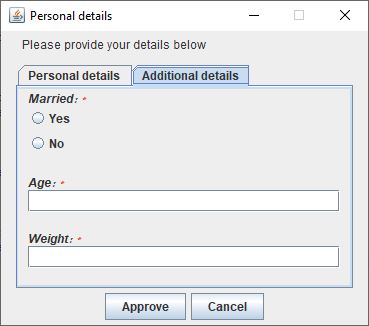 Personal details
Please provide your details below
Personal details Additional details
Married: *
Yes
No
Age: *
Weight: *
Approve Cancel